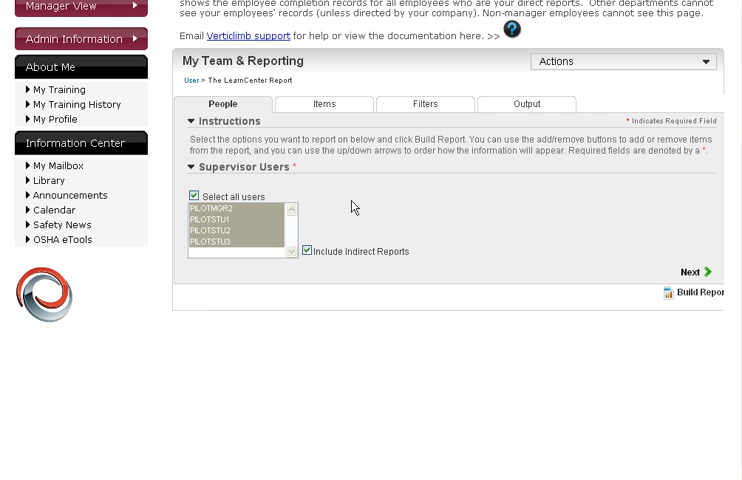 shows the employee completion records for all employees who are your direct reports. Other departments cannot
see your employees' records (unless directed by your company). Non-manager employees cannot see this page.
Email Verticlimb support for help or view the documentation here. >>
Manager View
Admin Information
About Me
My Training
My Training History
My Profile
Information Center
My Mailbox
Library
Announcements
Calendar
Safety News
OSHA eTools
My Team & Reporting
Actions
User > The LearnCenter Report
People
Items
Filters
Output
Instructions
* Indicates Required Field
Select the options you want to report on below and click Build Report. You can use the add/remove buttons to add or remove items
from the report, and you can use the up/down arrows to order how the information will appear. Required fields are denoted by a *.
Supervisor Users *
Select all users
PILOTMGR2
PILOTSTU1
PILOTSTU2
PILOTSTU3
Include Indirect Reports
Next
Build Repor